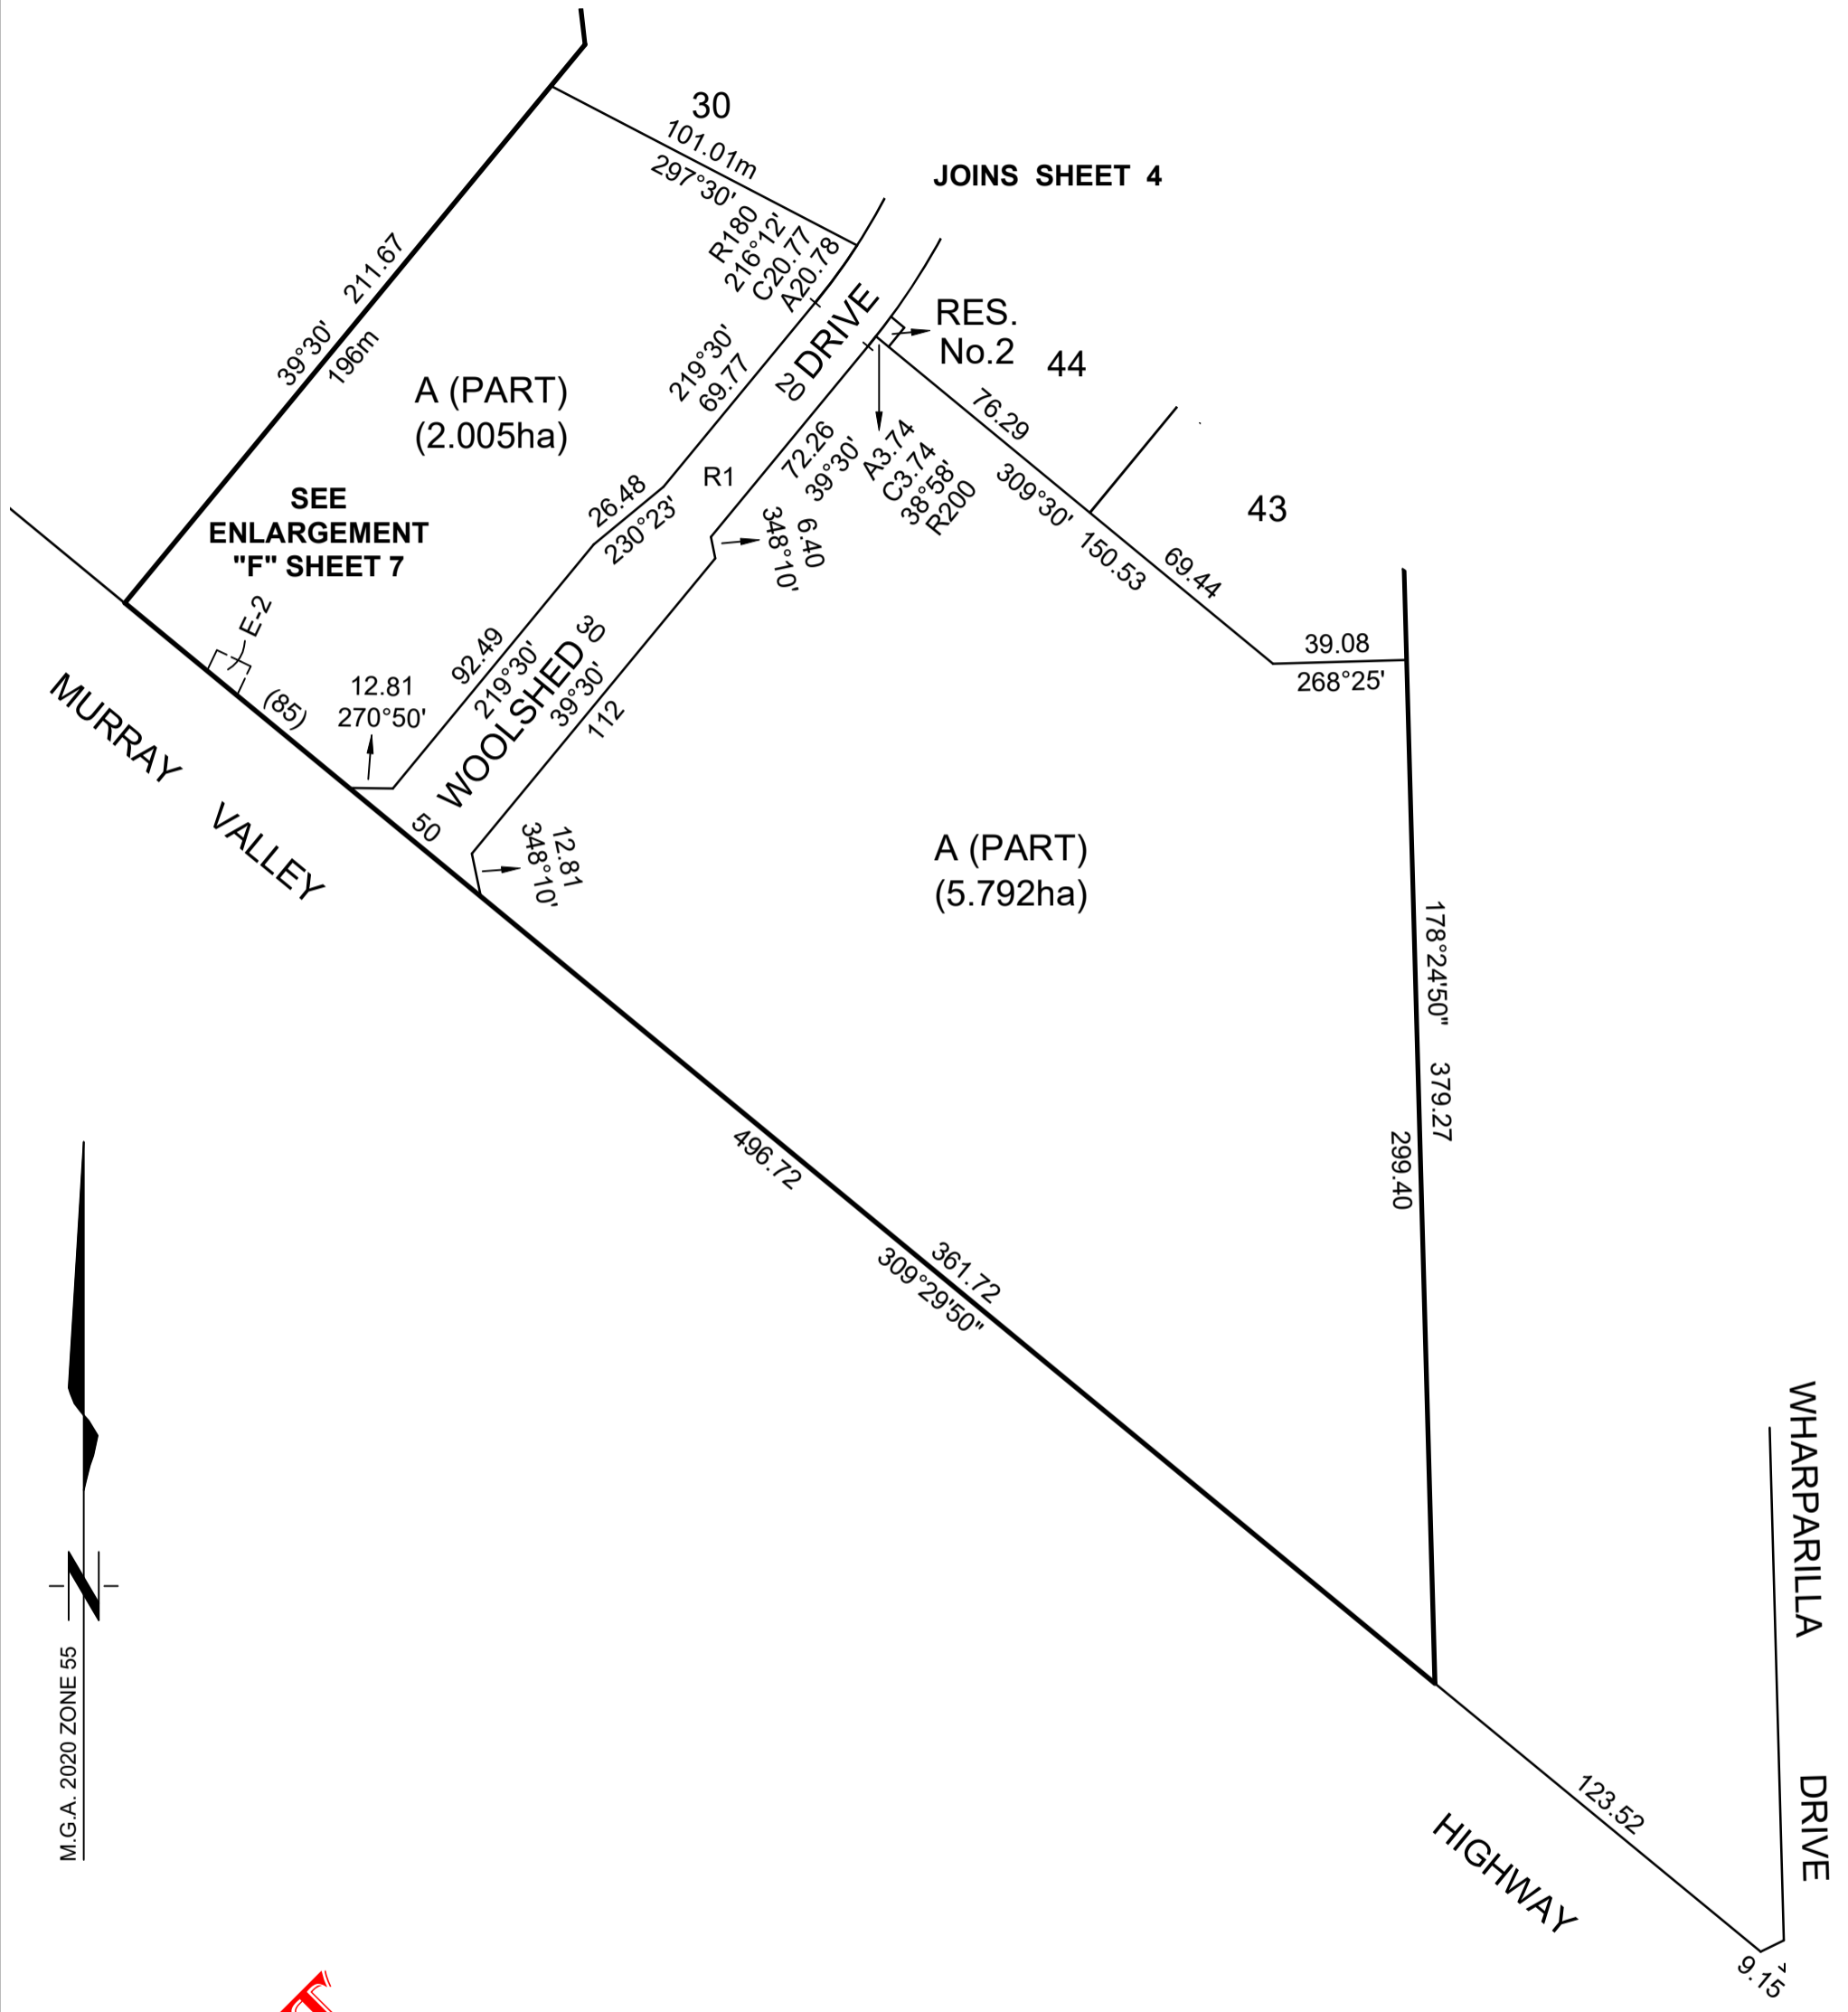 30
101.01m
297°30'
JOINS SHEET 4
R180
216°12'
C20.77
A20.78
211.67
39°30'
196m
DRIVE
20
RES.
No.2
44
219°30'
69.77
A (PART)
(2.005ha)
76.29
72.26
39°30'
A3.74
C3.74
38°58'
R200
309°30'
150.53
43
R1
26.48
230°23'
SEE
ENLARGEMENT
"F" SHEET 7
6.40
348°10'
69.44
E-2
39.08
268°25'
92.49
219°30'
WOOLSHED
30
39°30'
112
(85)
12.81
270°50'
MURRAY
VALLEY
50
12.81
348°10'
A (PART)
(5.792ha)
178°24'50"
379.27
299.40
496.72
361.72
309°29'50"
WHARPARILLA
DRIVE
N
M.G.A. 2020 ZONE 55
123.52
HIGHWAY
9.15